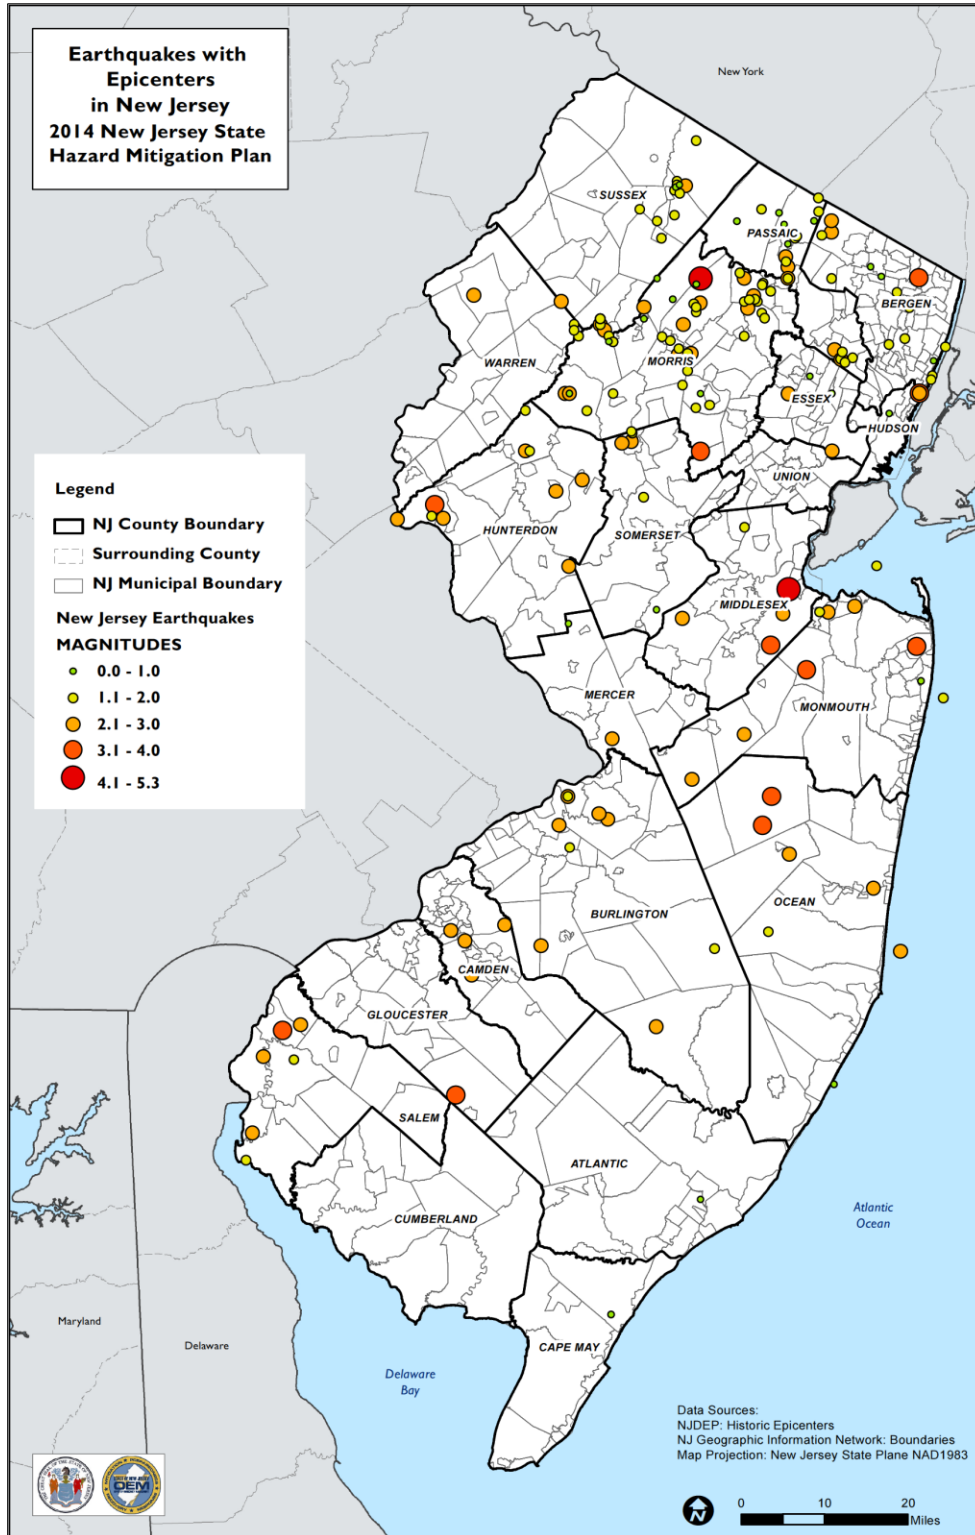 Earthquakes with
Epicenters
in New Jersey
2014 New Jersey State
Hazard Mitigation Plan
New York
SUSSEX
PASSAIC
BERGEN
WARREN
MORRIS
ESSEX
HUDSON
UNION
HUNTERDON
SOMERSET
MIDDLESEX
MERCER
MONMOUTH
OCEAN
BURLINGTON
CAMDEN
GLOUCESTER
SALEM
ATLANTIC
CUMBERLAND
CAPE MAY
Legend
NJ County Boundary
Surrounding County
NJ Municipal Boundary
New Jersey Earthquakes
MAGNITUDES
0.0 - 1.0
1.1 - 2.0
2.1 - 3.0
3.1 - 4.0
4.1 - 5.3
Atlantic
Ocean
Maryland
Delaware
Delaware
Bay
Data Sources:
NJDEP: Historic Epicenters
NJ Geographic Information Network: Boundaries
Map Projection: New Jersey State Plane NAD1983
OEM
N
0 10 20
Miles